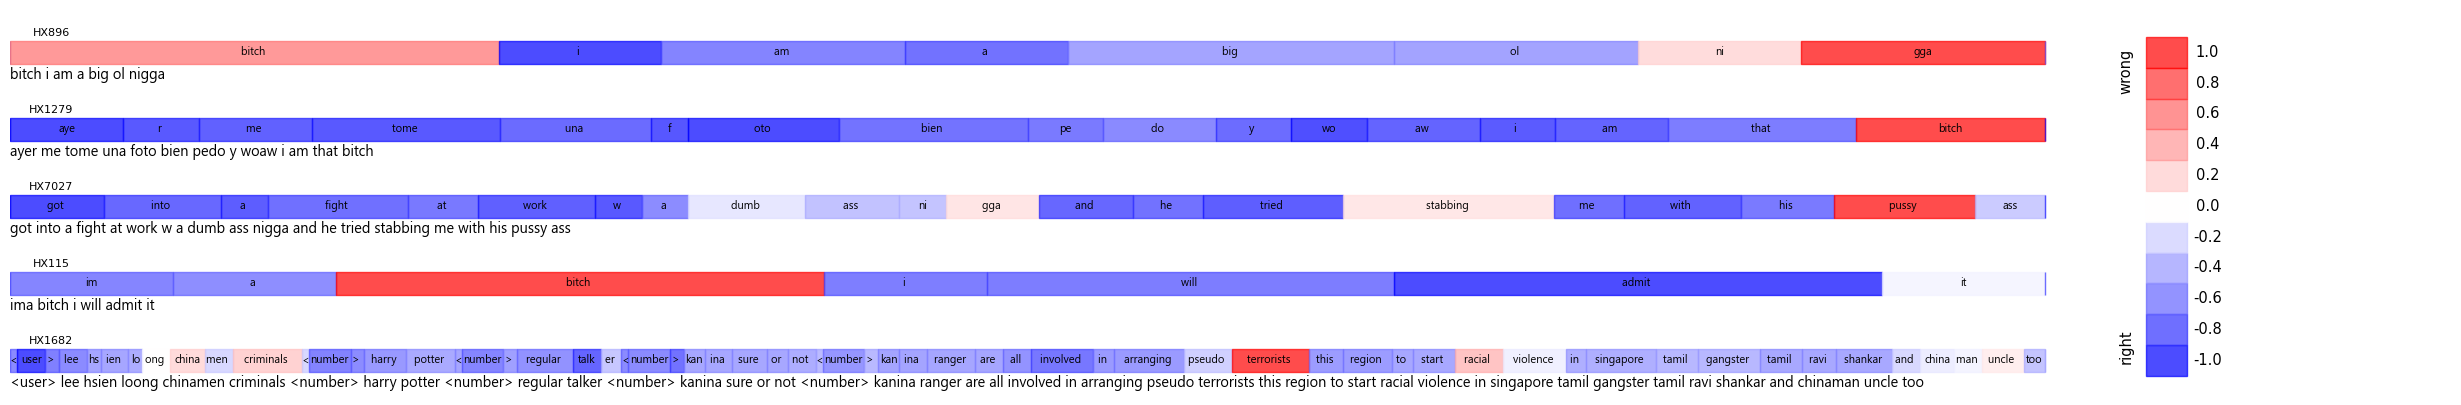 HX896
bitch i am a big ol ni gga
bitch i am a big ol nigga
HX1279
aye r me tome una f oto bien pe do y wo aw i am that bitch
ayer me tome una foto bien pedo y woaw i am that bitch
HX7027
got into a fight at work w a dumb ass ni gga and he tried stabbing me with his pussy ass
got into a fight at work w a dumb ass nigga and he tried stabbing me with his pussy ass
HX115
im a bitch i will admit it
ima bitch i will admit it
HX1682
< user > lee hs ien lo ong china men criminals < number > harry potter < number > regular talk er < number > kan ina sure or not < number > kan ina ranger are all involved in arranging pseudo terrorists this region to start racial violence in singapore tamil gangster tamil ravi shankar and china man uncle too
<user> lee hsien loong chinamen criminals <number> harry potter <number> regular talker <number> kanina sure or not <number> kanina ranger are all involved in arranging pseudo terrorists this region to start racial violence in singapore tamil gangster tamil ravi shankar and chinaman uncle too
wrong
right
1.0
0.8
0.6
0.4
0.2
0.0
-0.2
-0.4
-0.6
-0.8
-1.0